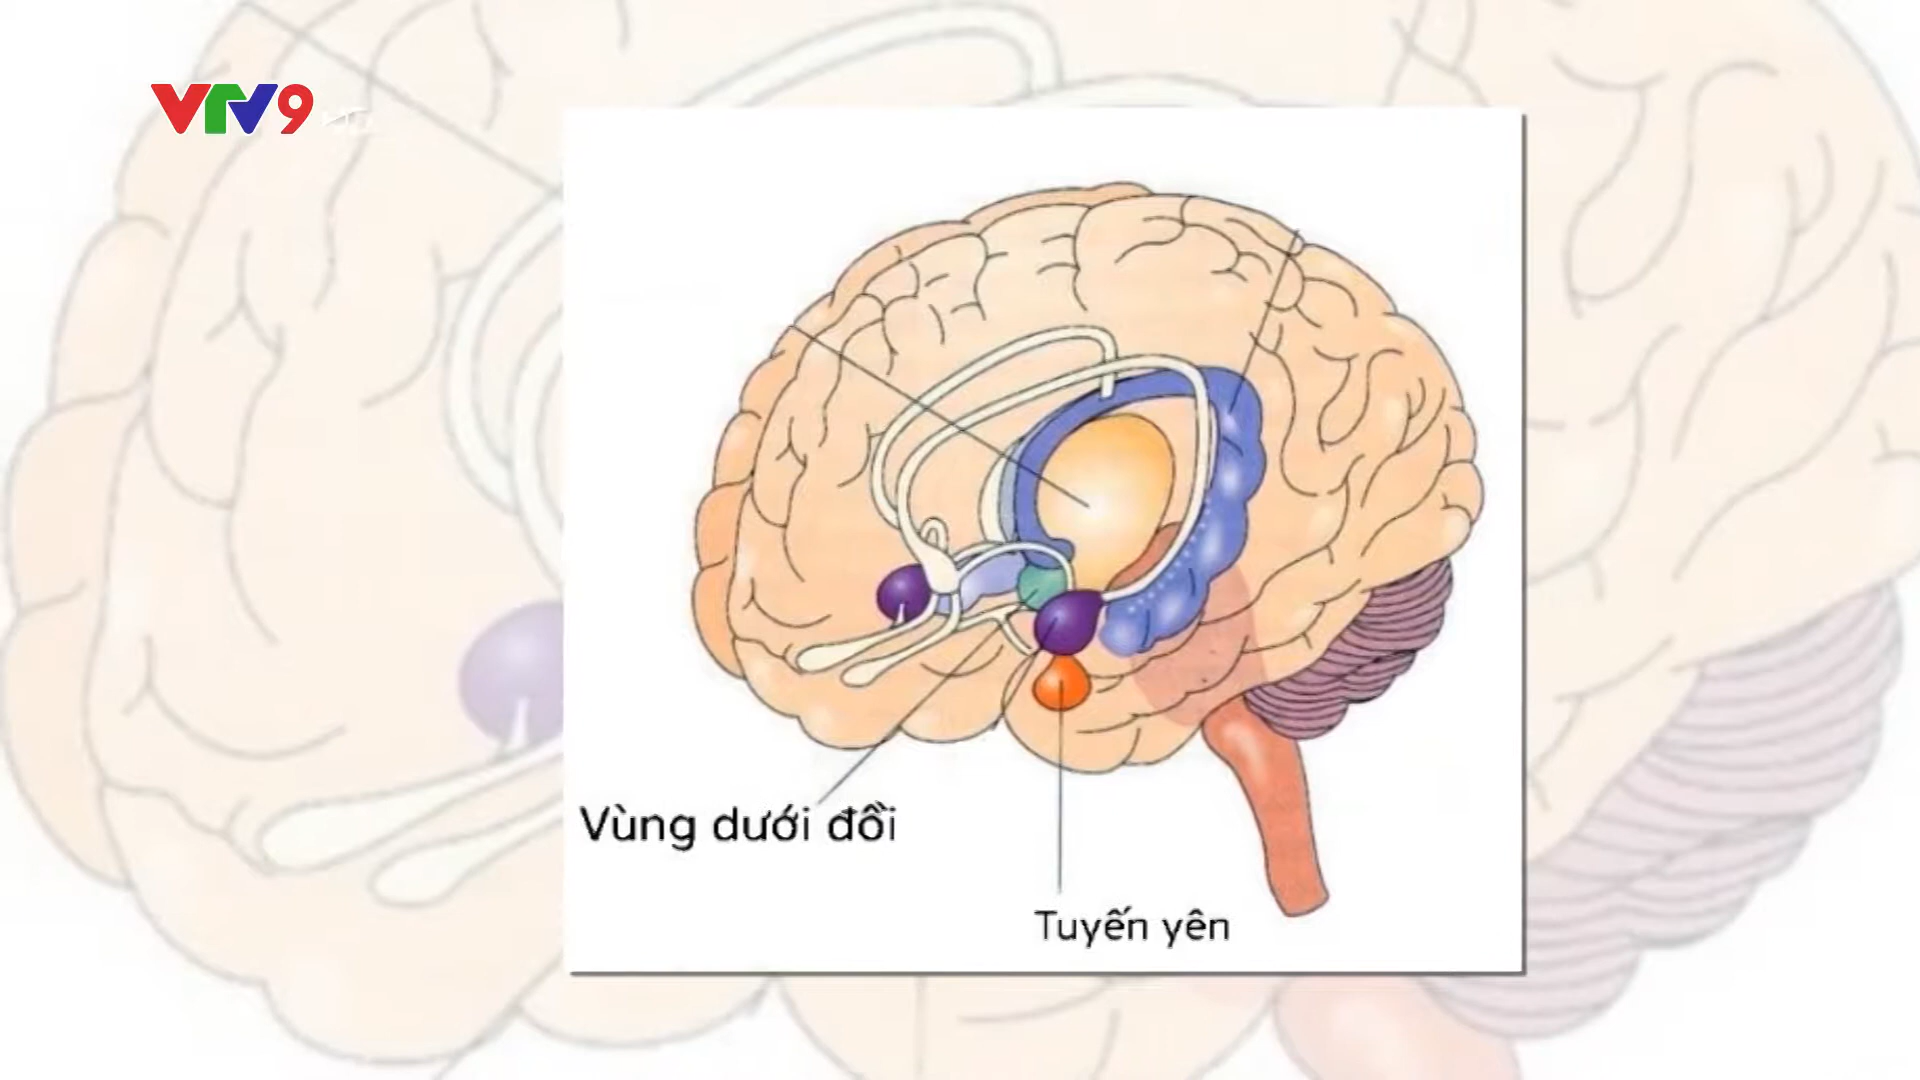 VTV9
Vùng dưới đồi
Tuyến yên